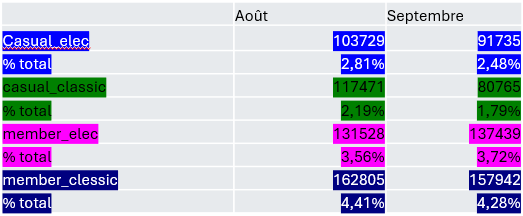 Août Septembre
Casual_elec 103729 91735
% total 2,81% 2,48%
casual_classic 117471 80765
% total 2,19% 1,79%
member_elec 131528 137439
% total 3,56% 3,72%
member_clessic 162805 157942
% total 4,41% 4,28%